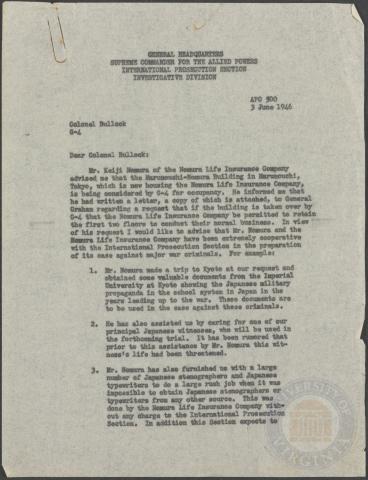 GENERAL HEADQUARTERS
SUPREME COMMANDER FOR THE ALLIED POWERS
INTERNATIONAL PROSECUTION SECTION
INVESTIGATIVE DIVISION
APO 500
3 June 1946
Colonel Bullock
G-4
Dear Colonel Bullock:
Mr. Keiji Nomura of the Nomura Life Insurance Company
advised me that the Marunouchi-Nomura Building in Marunouchi,
Tokyo, which is now housing the Nomura Life Insurance Company,
is being considered by G-4 for occupancy. He informed me that
he had written a letter, a copy of which is attached, to General
Graham regarding a request that if the building is taken over by
G-4 that the Nomura Life Insurance Company be permitted to retain
the first two floors to conduct their normal business. In view
of his request I would like to advise that Mr. Nomura and the
Nomura Life Insurance Company have been extremely cooperative
with the International Prosecution Section in the preparation
of its case against major war criminals. For example:
1. Mr. Nomura made a trip to Kyoto at our request and
obtained some valuable documents from the Imperial
University at Kyoto showing the Japanese military
propaganda in the school system in Japan in the
years leading up to the war. These documents are
to be used in the case against these criminals.
2. He has also assisted us by caring for one of our
principal Japanese witnesses, who will be used in
the forthcoming trial. It has been rumored that
prior to this assistance by Mr. Nomura this wit-
ness's life had been threatened.
3. Mr. Nomura has also furnished us with a large
number of Japanese stenographers and Japanese
typewriters to do a large rush job when it was
impossible to obtain Japanese stenographers or
typewriters from any other source. This was
done by the Nomura Life Insurance Company with-
out any charge to the International Prosecution
Section. In addition this Section expects to
UNIVERSITY OF
VIRGINIA